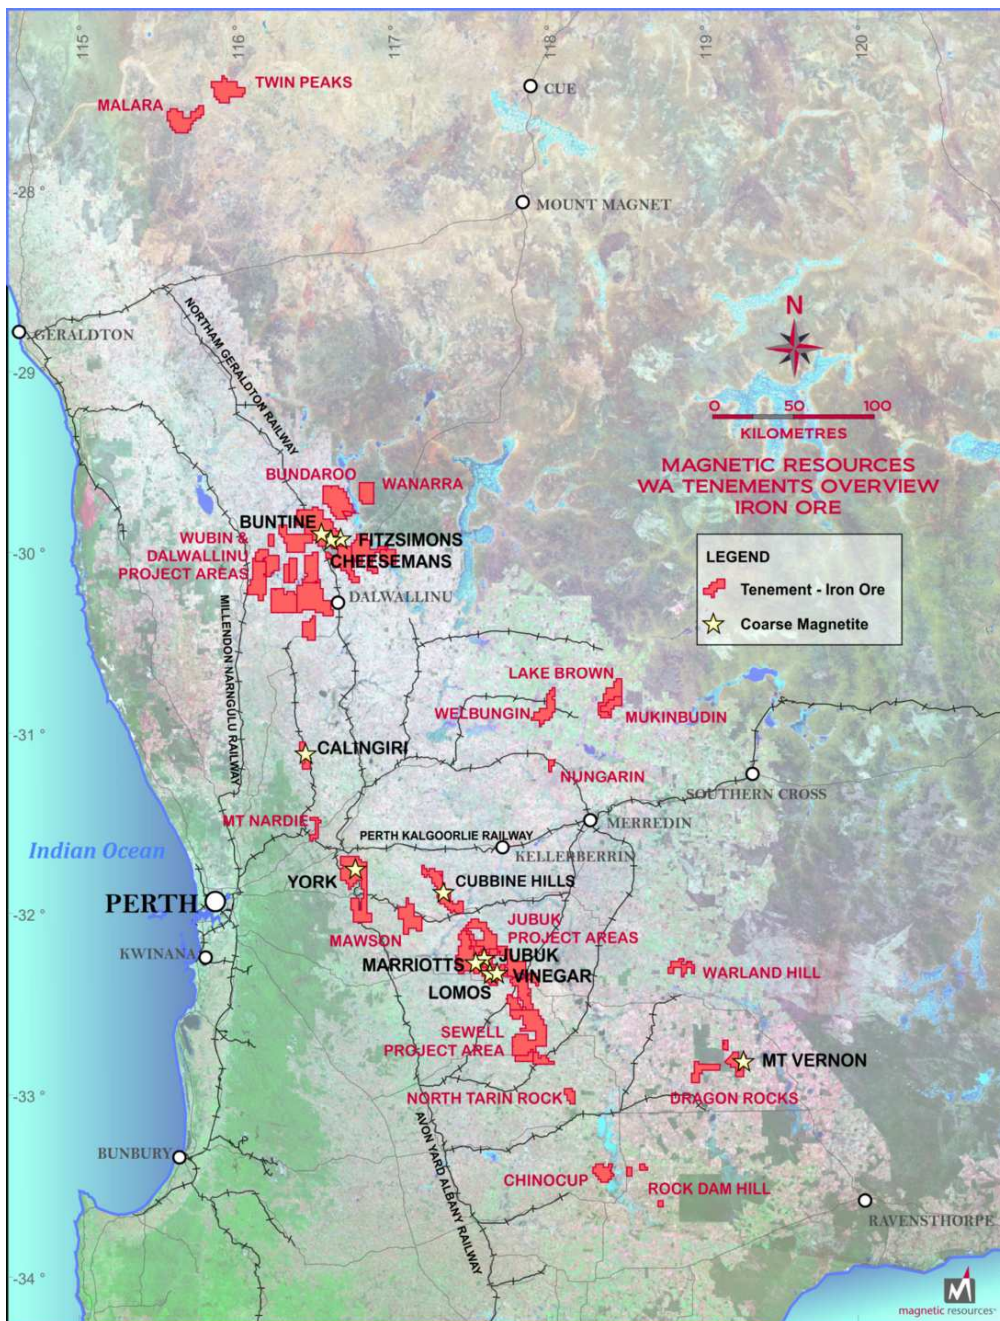 115°
116°
117°
118°
119°
120°
TWIN PEAKS
MALARA
CUE
-28°
MOUNT MAGNET
N
GERALDTON
NORTHAM GERALDTON RAILWAY
-29°
0 50 100
KILOMETRES
MAGNETIC RESOURCES
WA TENEMENTS OVERVIEW
IRON ORE
BUNDAROO
WANARRA
BUNTINE
FITZSIMONS
CHEESEMANS
WUBIN &
DALWALLINU
PROJECT AREAS
-30°
LEGEND
Tenement - Iron Ore
Coarse Magnetite
DALWALLINU
MILLENDON NARNGULU RAILWAY
LAKE BROWN
WELBUNGIN
MUKINBUDIN
-31°
CALINGIRI
NUNGARIN
SOUTHERN CROSS
MT NARDIE
PERTH KALGOORLIE RAILWAY
MERREDIN
KELLERBERRIN
Indian Ocean
YORK
CUBBINE HILLS
PERTH
-32°
MAWSON
JUBUK
PROJECT AREAS
KWINANA
MARRIOTTS
JUBUK
VINEGAR
LOMOS
WARLAND HILL
SEWELL
PROJECT AREA
MT VERNON
-33°
NORTH TARIN ROCK
DRAGON ROCKS
AVON YARD ALBANY RAILWAY
BUNBURY
CHINOCUP
ROCK DAM HILL
RAVENSTHORPE
-34°
magnetic resources